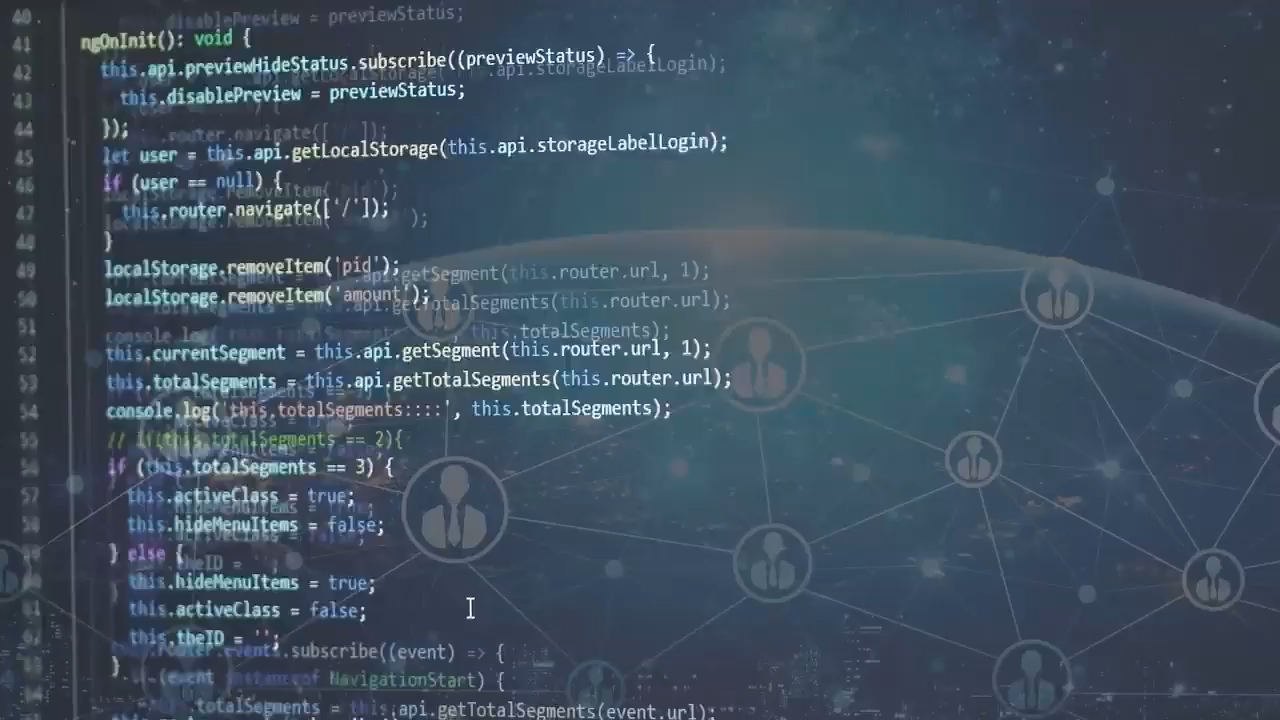 40 disablePreview = previewStatus;
41 ngOnInit(): void {
42 this.api.previewHideStatus.subscribe((previewStatus) => {
43 this.disablePreview = previewStatus;
44 });
45 let user = this.api.getLocalStorage(this.api.storageLabelLogin);
46 if (user == null) {
47 this.router.navigate(['/']);
48 }
49 localStorage.removeItem('pid');
50 localStorage.removeItem('amount');
51
52 this.currentSegment = this.api.getSegment(this.router.url, 1);
53 this.totalSegments = this.api.getTotalSegments(this.router.url);
54 console.log('this.totalSegments::::', this.totalSegments);
55 // if(this.totalSegments == 2){
56 if (this.totalSegments == 3) {
57 this.activeClass = true;
58 this.hideMenuItems = false;
} else {
this.hideMenuItems = true;
this.activeClass = false;
this.theID = '';
}
.subscribe((event) => {
(event instanceof NavigationStart) {
.totalSegments = this.api.getTotalSegments(event.url);